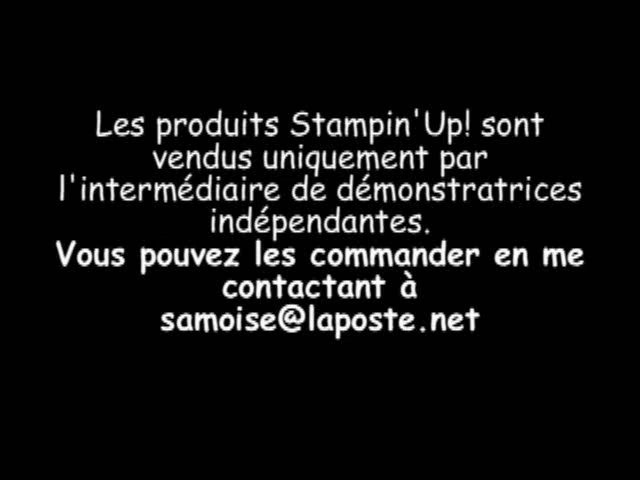 Les produits Stampin'Up! sont
vendus uniquement par
l'intermédiaire de démonstratrices
indépendantes.
Vous pouvez les commander en me
contactant à
samoise@laposte.net